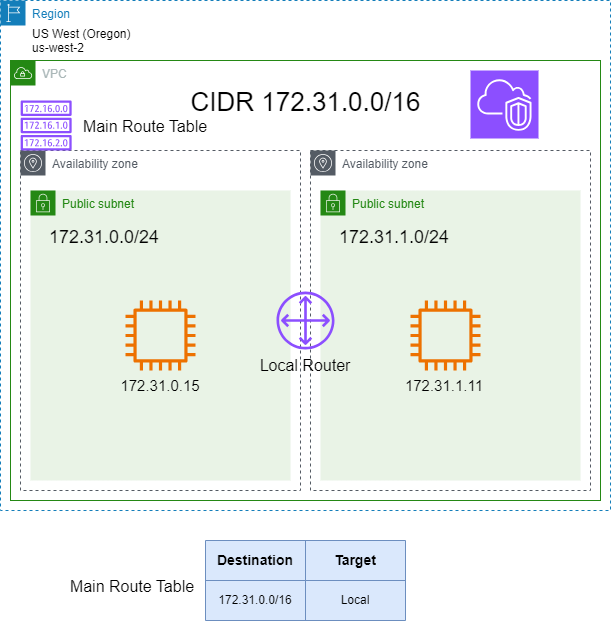 Region
US West (Oregon)
us-west-2
VPC
CIDR 172.31.0.0/16
172.16.0.0
172.16.1.0
172.16.2.0
Main Route Table
Availability zone
Availability zone
Public subnet
Public subnet
172.31.0.0/24
172.31.1.0/24
Local Router
172.31.0.15
172.31.1.11
Destination Target
Main Route Table
172.31.0.0/16 Local